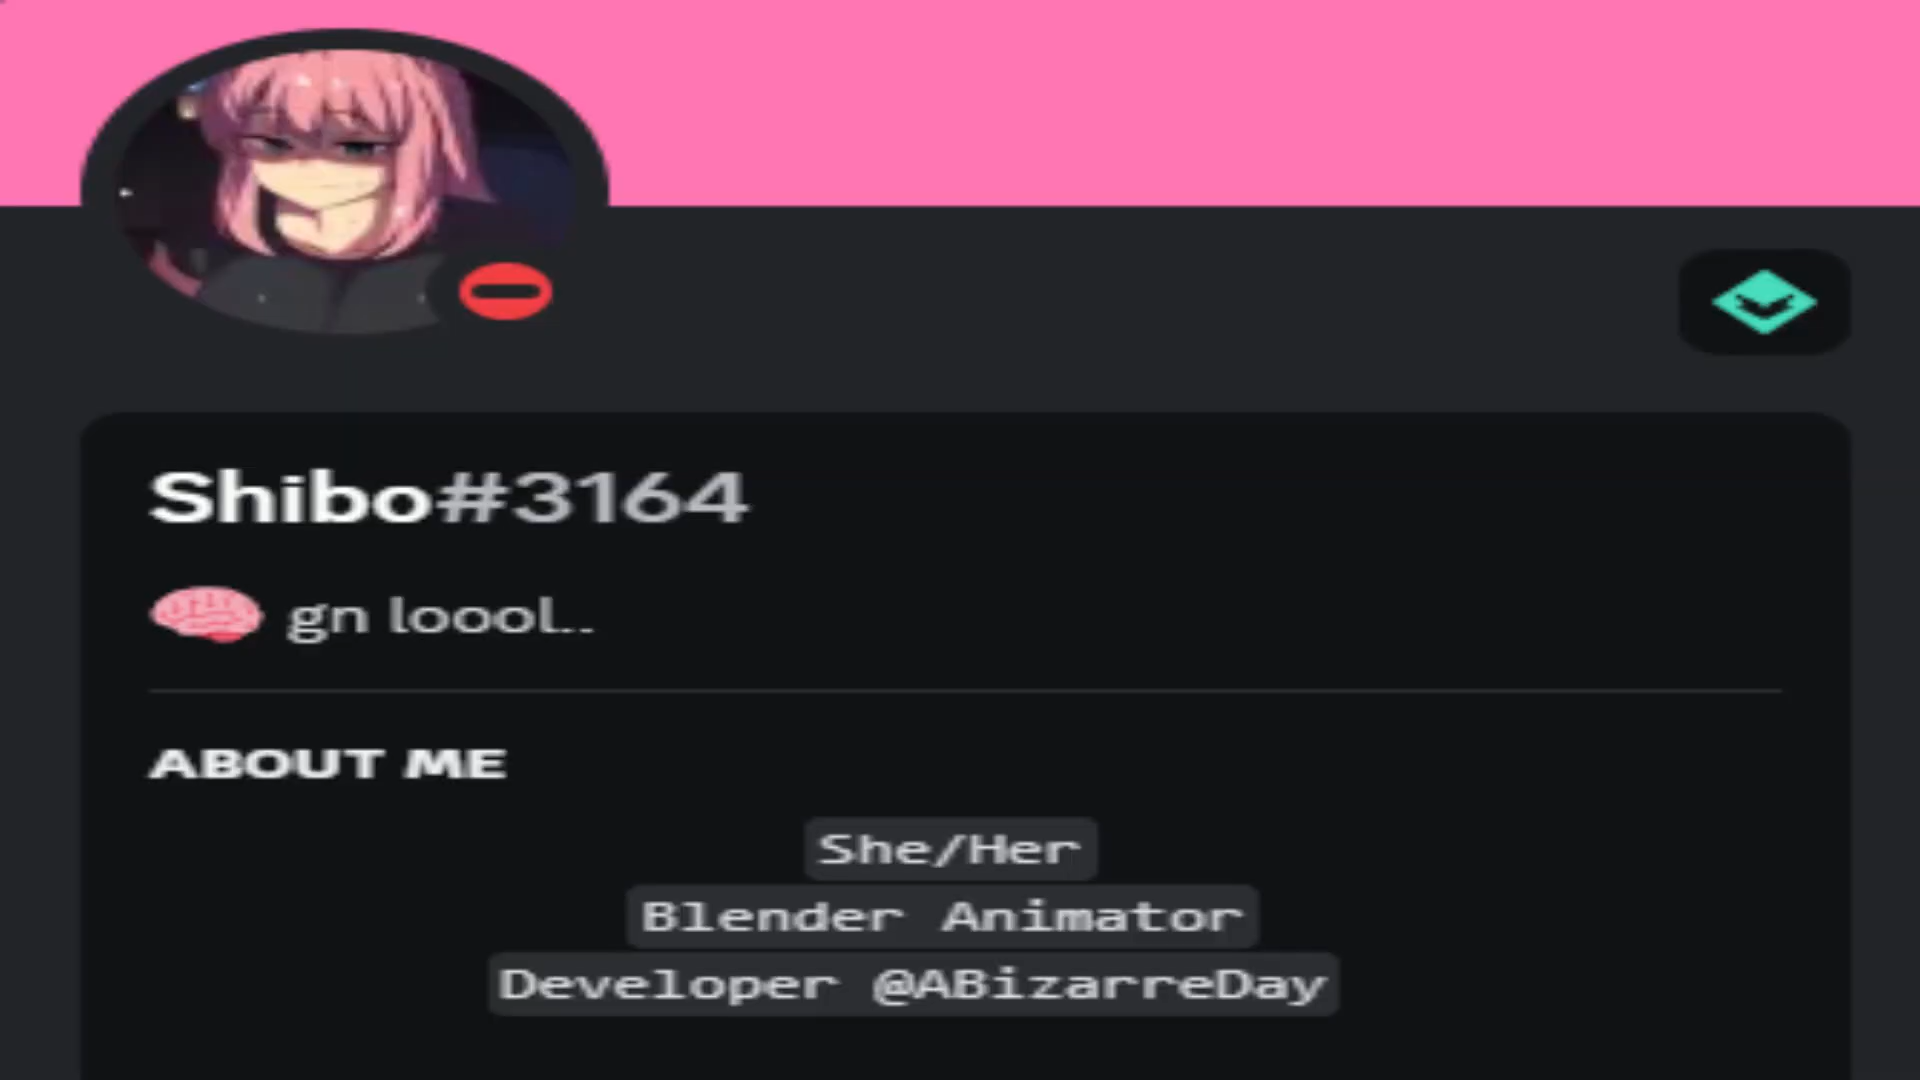 Shibo#3164
gn loool..
ABOUT ME
She/Her
Blender Animator
Developer @ABizarreDay